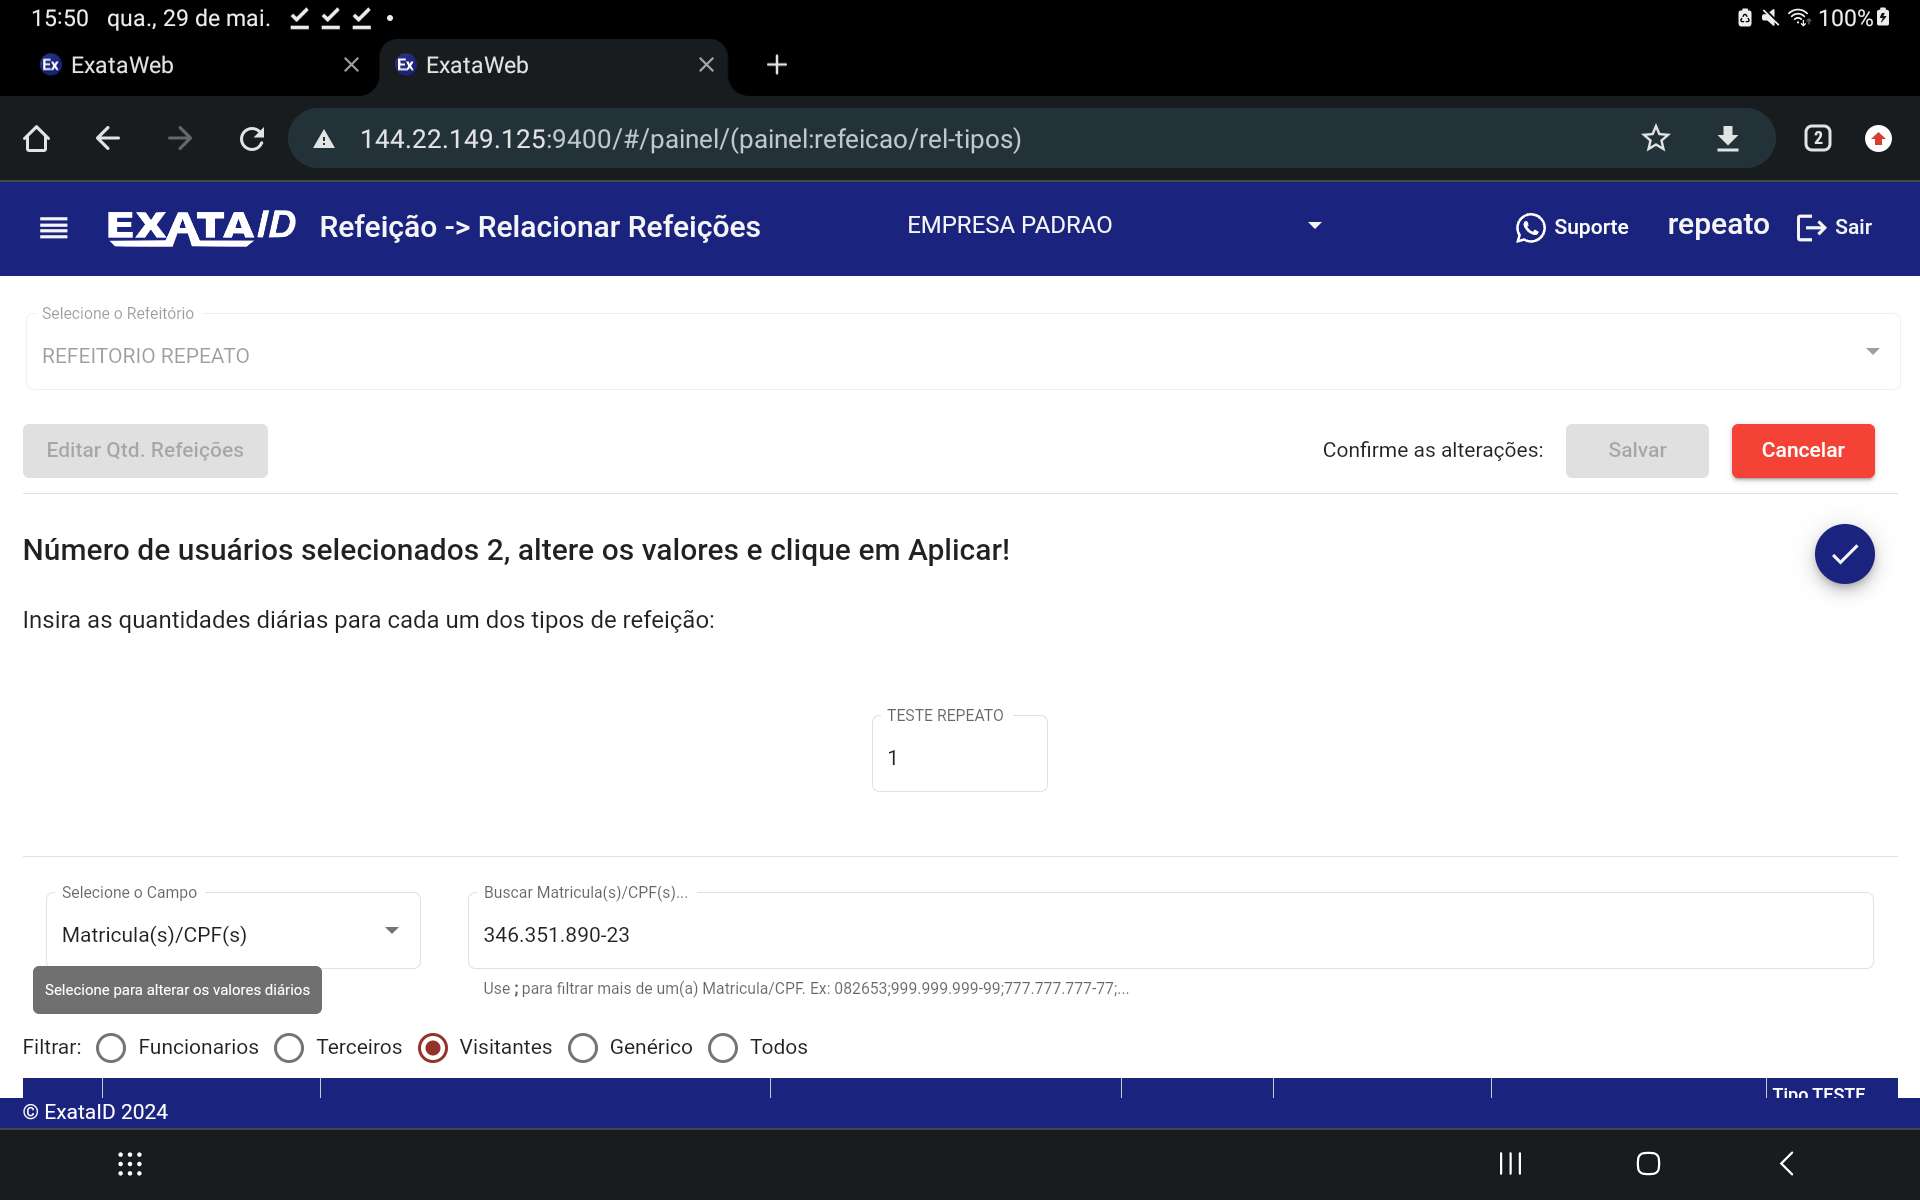 15:50 qua., 29 de mai. 100%
Ex ExataWeb Ex ExataWeb
144.22.149.125:9400/#/painel/(painel:refeicao/rel-tipos) 2
EXATAID Refeição -> Relacionar Refeições EMPRESA PADRAO Suporte repeato Sair
Selecione o Refeitório
REFEITORIO REPEATO
Editar Qtd. Refeições Confirme as alterações: Salvar Cancelar
Número de usuários selecionados 2, altere os valores e clique em Aplicar!
Insira as quantidades diárias para cada um dos tipos de refeição:
TESTE REPEATO
1
Selecione o Campo Buscar Matricula(s)/CPF(s)...
Matricula(s)/CPF(s) 346.351.890-23
Selecione para alterar os valores diários Use ; para filtrar mais de um(a) Matricula/CPF. Ex: 082653;999.999.999-99;777.777.777-77;...
Filtrar: Funcionarios Terceiros Visitantes Genérico Todos
Tipo TESTE
© ExataID 2024